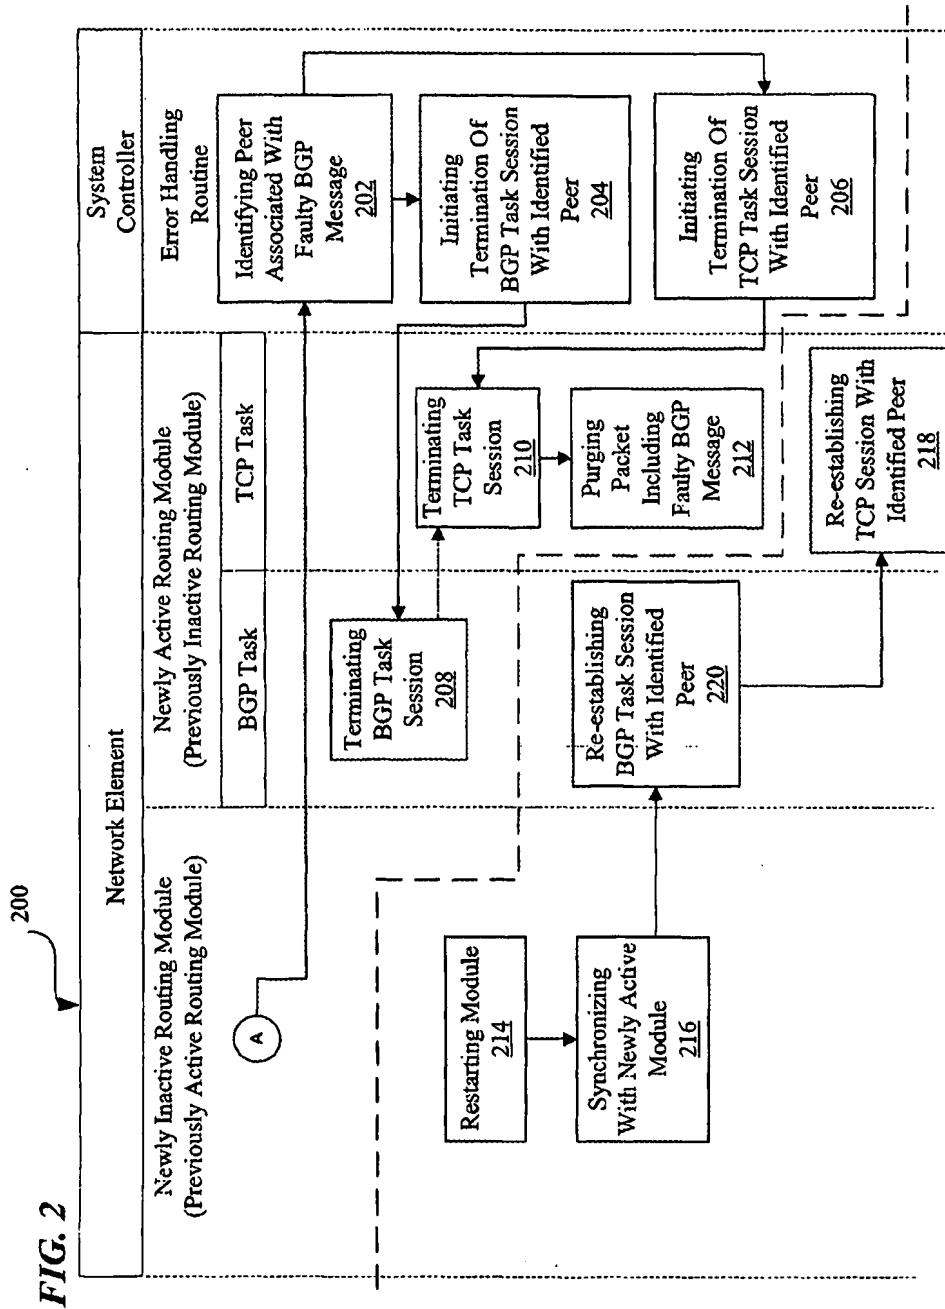 FIG. 2
200
Network Element
System
Controller
Newly Inactive Routing Module
(Previously Active Routing Module)
Newly Active Routing Module
(Previously Inactive Routing Module)
Error Handling
Routine
BGP Task
TCP Task
A
Identifying Peer
Associated With
Faulty BGP
Message
202
Initiating
Termination Of
BGP Task Session
With Identified
Peer
204
Initiating
Termination Of
TCP Task Session
With Identified
Peer
206
Terminating
BGP Task
Session
208
Terminating
TCP Task
Session
210
Purging
Packet
Including
Faulty BGP
Message
212
Restarting Module
214
Synchronizing
With Newly Active
Module
216
Re-establishing
BGP Task Session
With Identified
Peer
220
Re-establishing
TCP Session With
Identified Peer
218